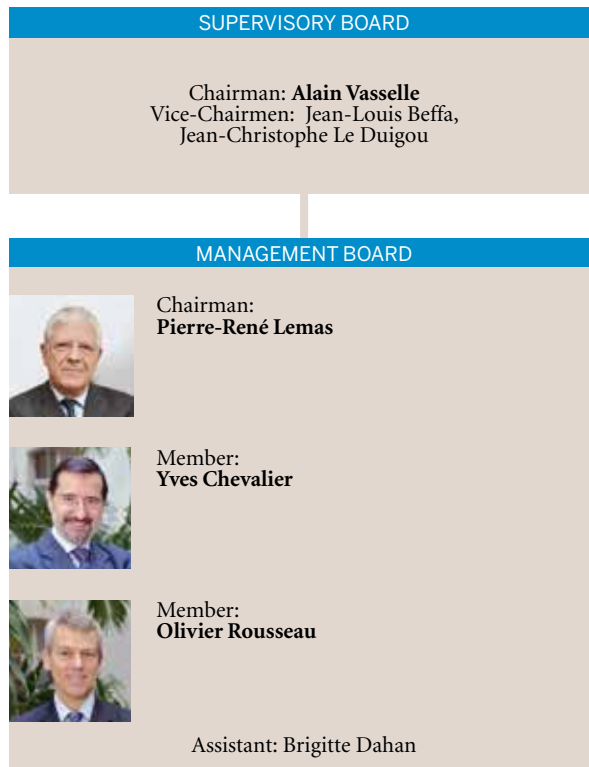 SUPERVISORY BOARD
Chairman: Alain Vasselle
Vice-Chairmen: Jean-Louis Beffa,
Jean-Christophe Le Duigou
MANAGEMENT BOARD
Chairman:
Pierre-René Lemas
Member:
Yves Chevalier
Member:
Olivier Rousseau
Assistant: Brigitte Dahan